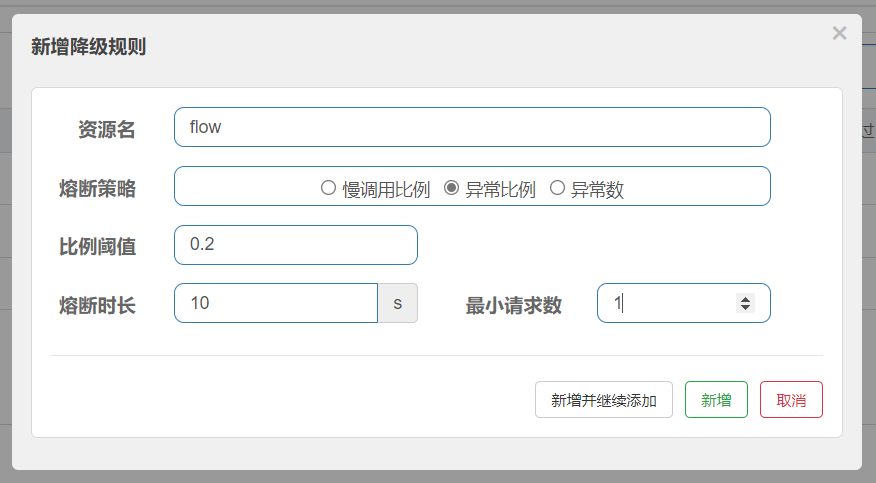 新增降级规则
×
资源名 flow
熔断策略 慢调用比例 异常比例 异常数
比例阈值 0.2
熔断时长 10 s 最小请求数 1
新增并继续添加 新增 取消
过